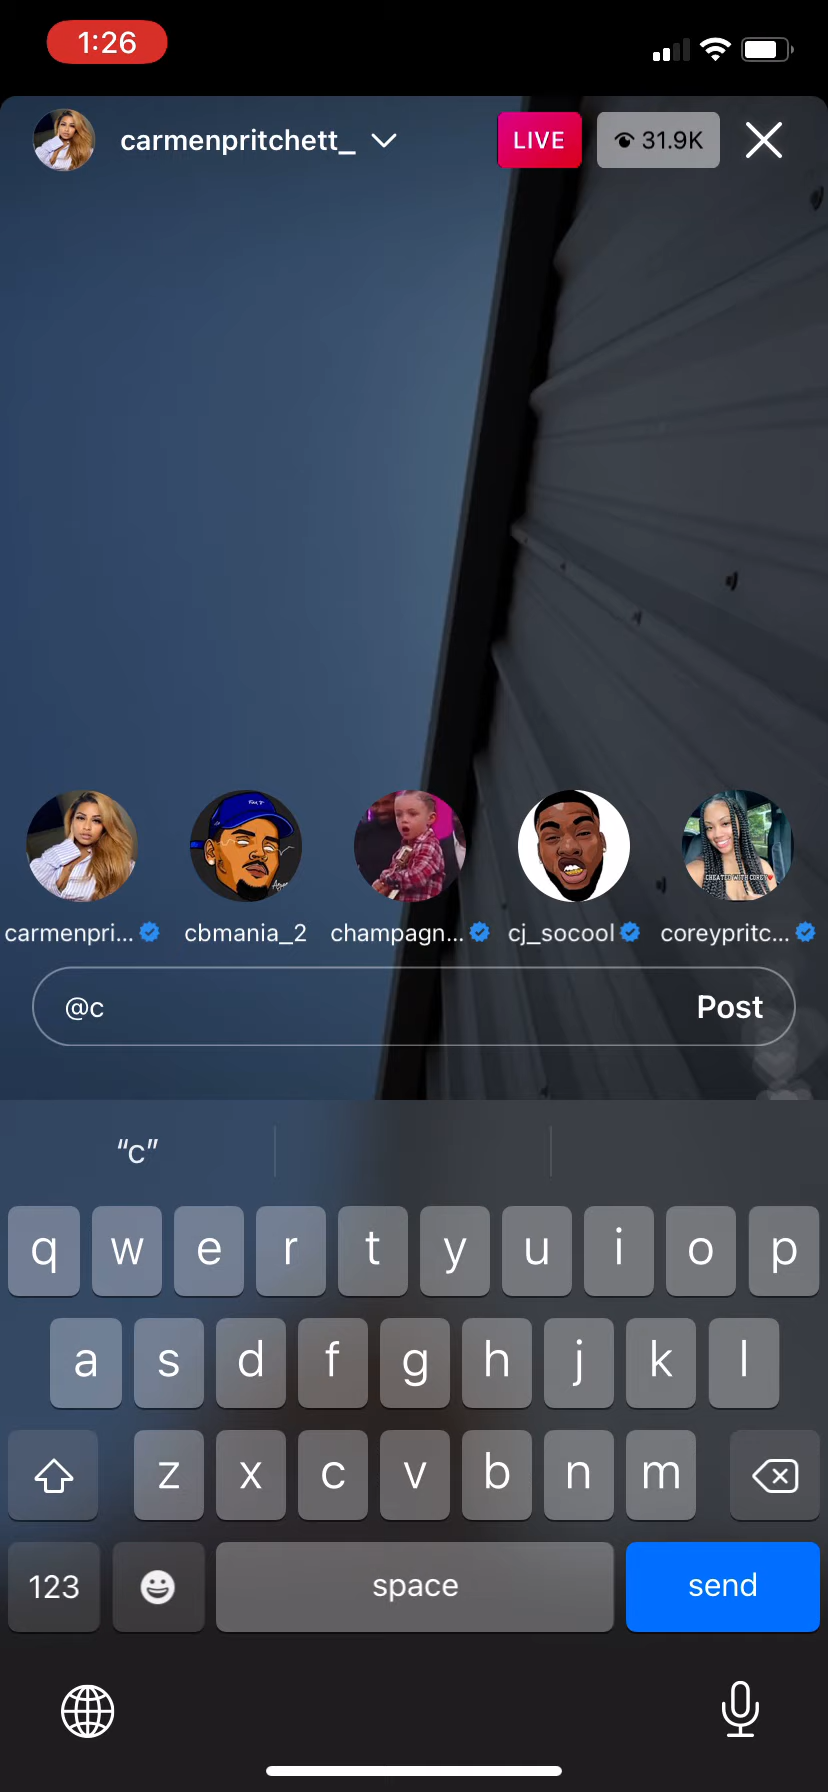 1:26
carmenpritchett_
LIVE
31.9K
carmenpri...
cbmania_2
champagn...
cj_socool
coreypritc...
@c
Post
“c”
q w e r t y u i o p
a s d f g h j k l
z x c v b n m
123
space
send